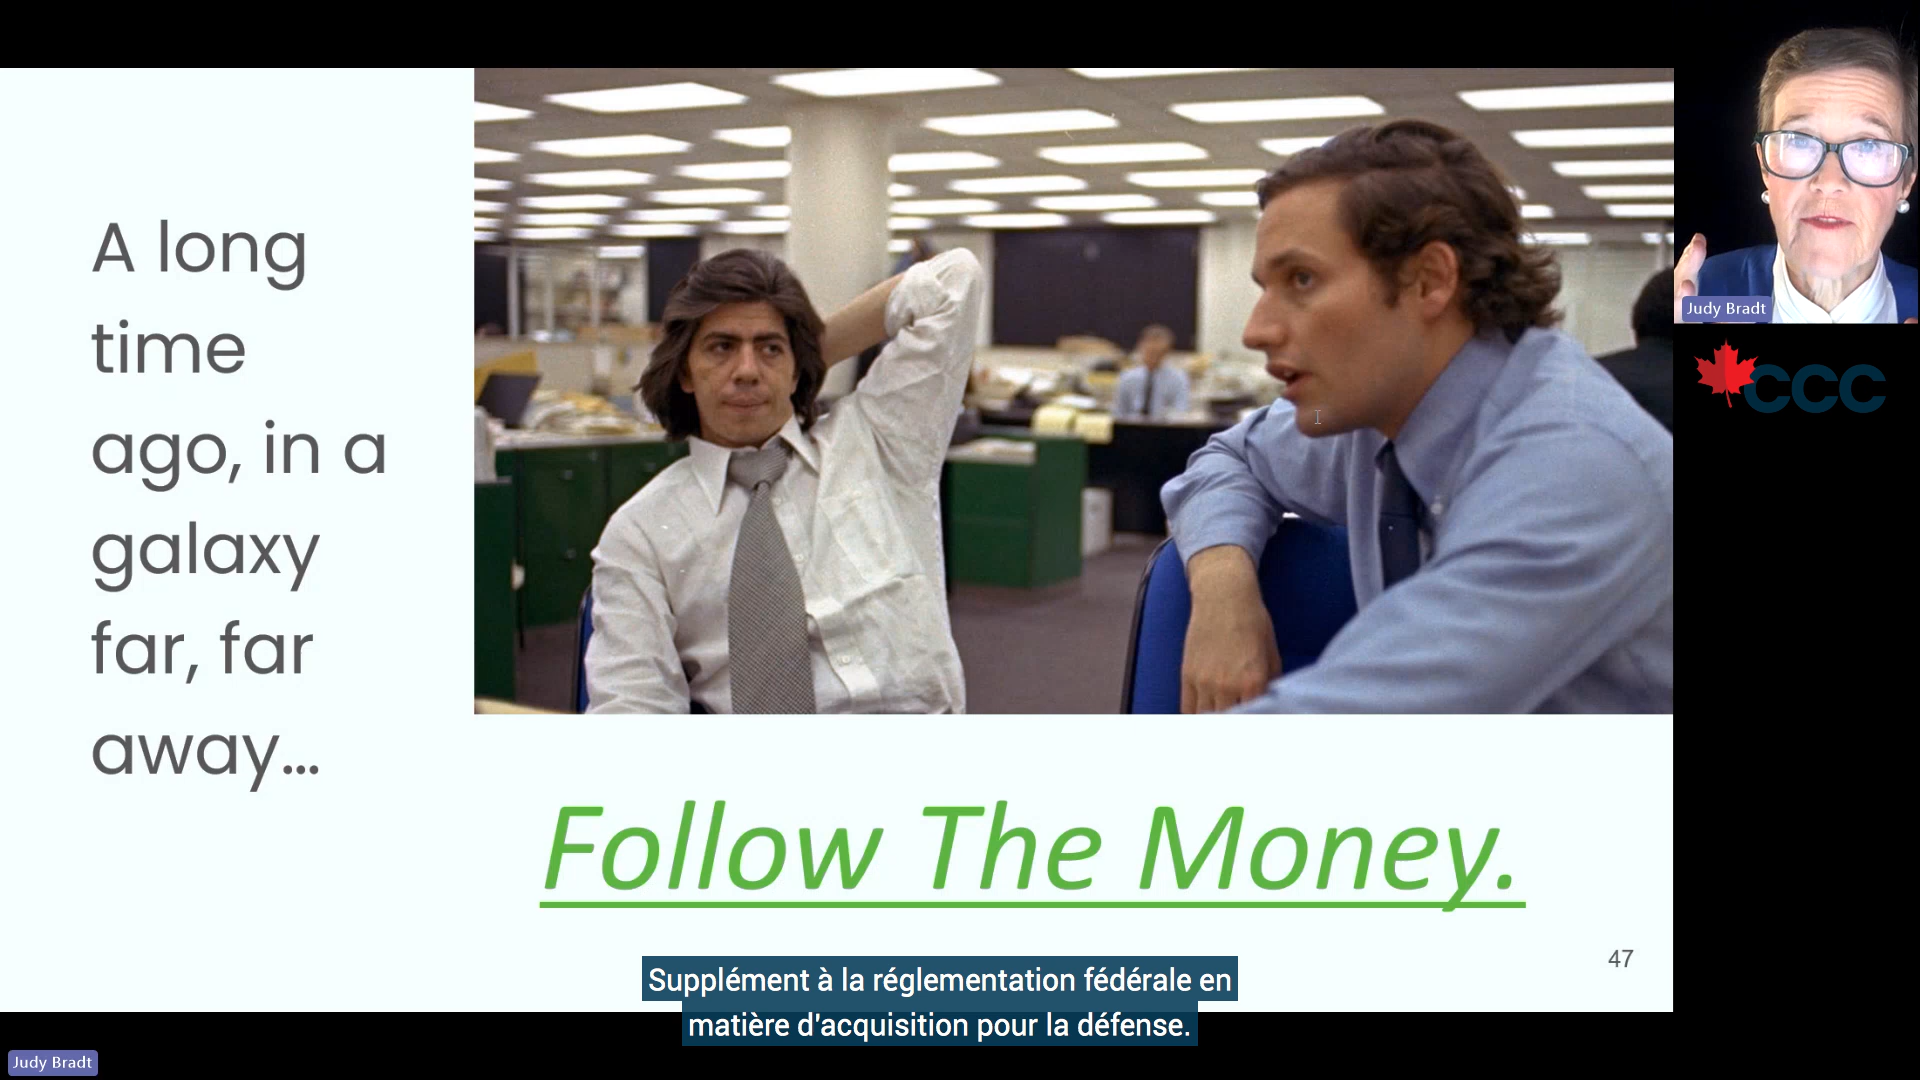 A long
time
ago, in a
galaxy
far, far
away...
Follow The Money.
47
Supplément à la réglementation fédérale en
matière d'acquisition pour la défense.
Judy Bradt
CCC
Judy Bradt